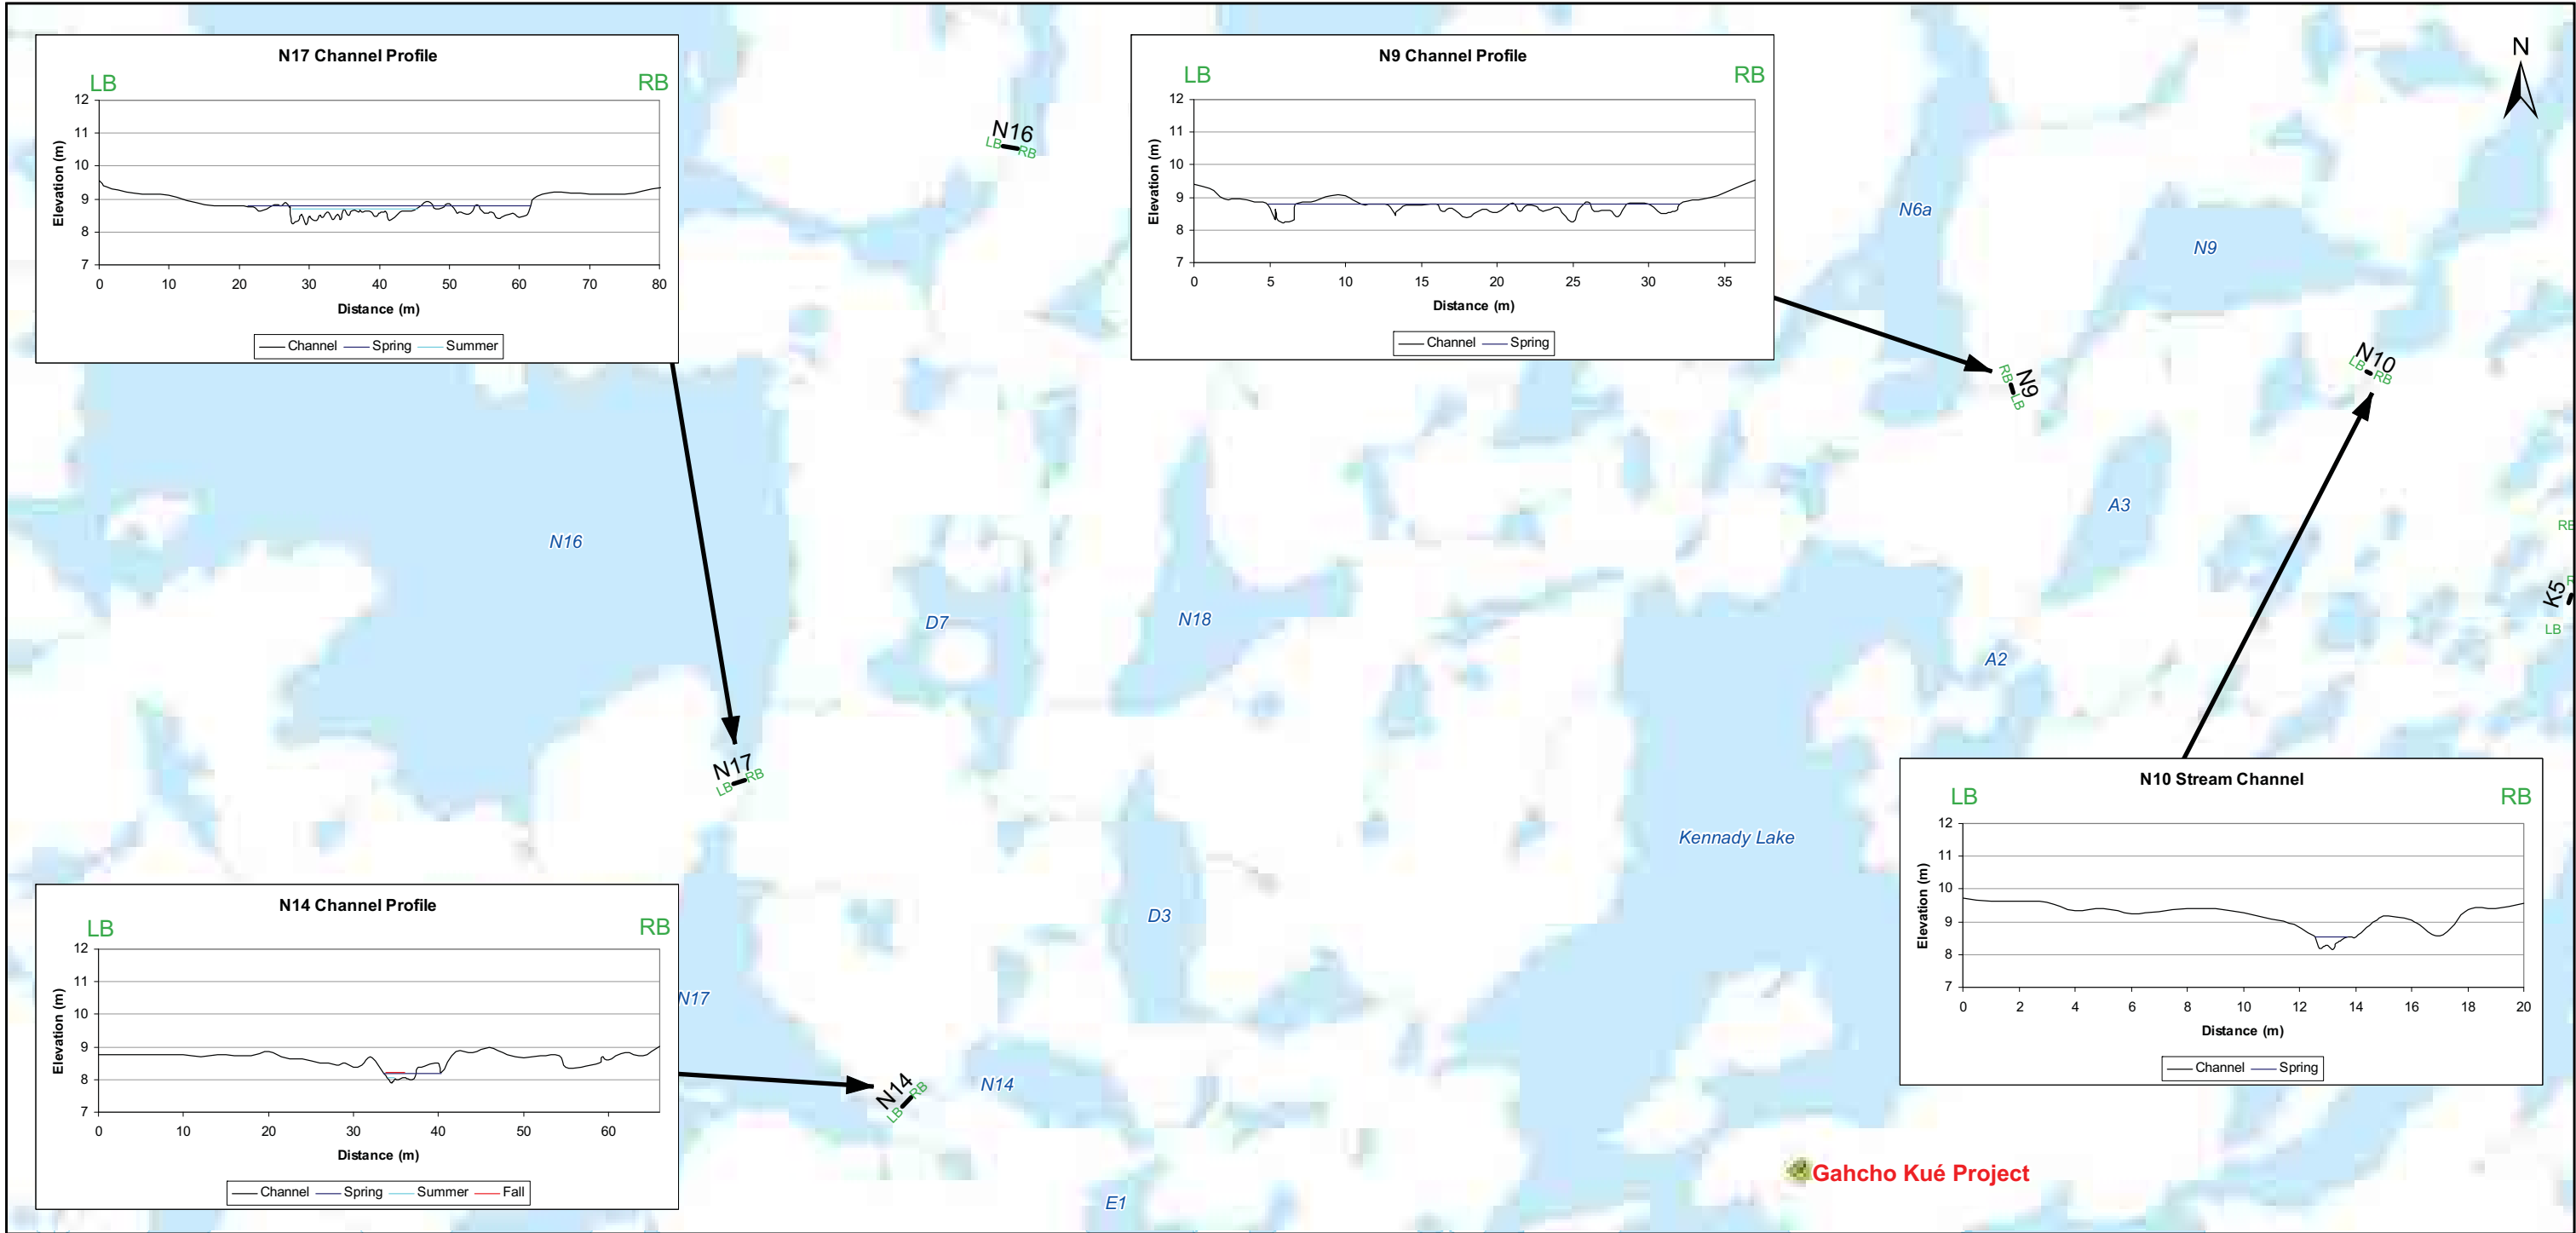 N17 Channel Profile
LB
RB
12
11
10
9
8
7
Elevation (m)
0 10 20 30 40 50 60 70 80
Distance (m)
Channel Spring Summer
N9 Channel Profile
LB
RB
12
11
10
9
8
7
Elevation (m)
0 5 10 15 20 25 30 35
Distance (m)
Channel Spring
N
N16
LB RB
N6a
N9
N10
LB RB
RB N9 LB
A3
RB
N16
K5
R
LB
D7
N18
A2
N17
LB RB
Kennady Lake
N10 Stream Channel
LB
RB
12
11
10
9
8
7
Elevation (m)
0 2 4 6 8 10 12 14 16 18 20
Distance (m)
Channel Spring
N14 Channel Profile
LB
RB
12
11
10
9
8
7
Elevation (m)
0 10 20 30 40 50 60
Distance (m)
Channel Spring Summer Fall
D3
N17
N14
LB RB
N14
E1
Gahcho Kué Project